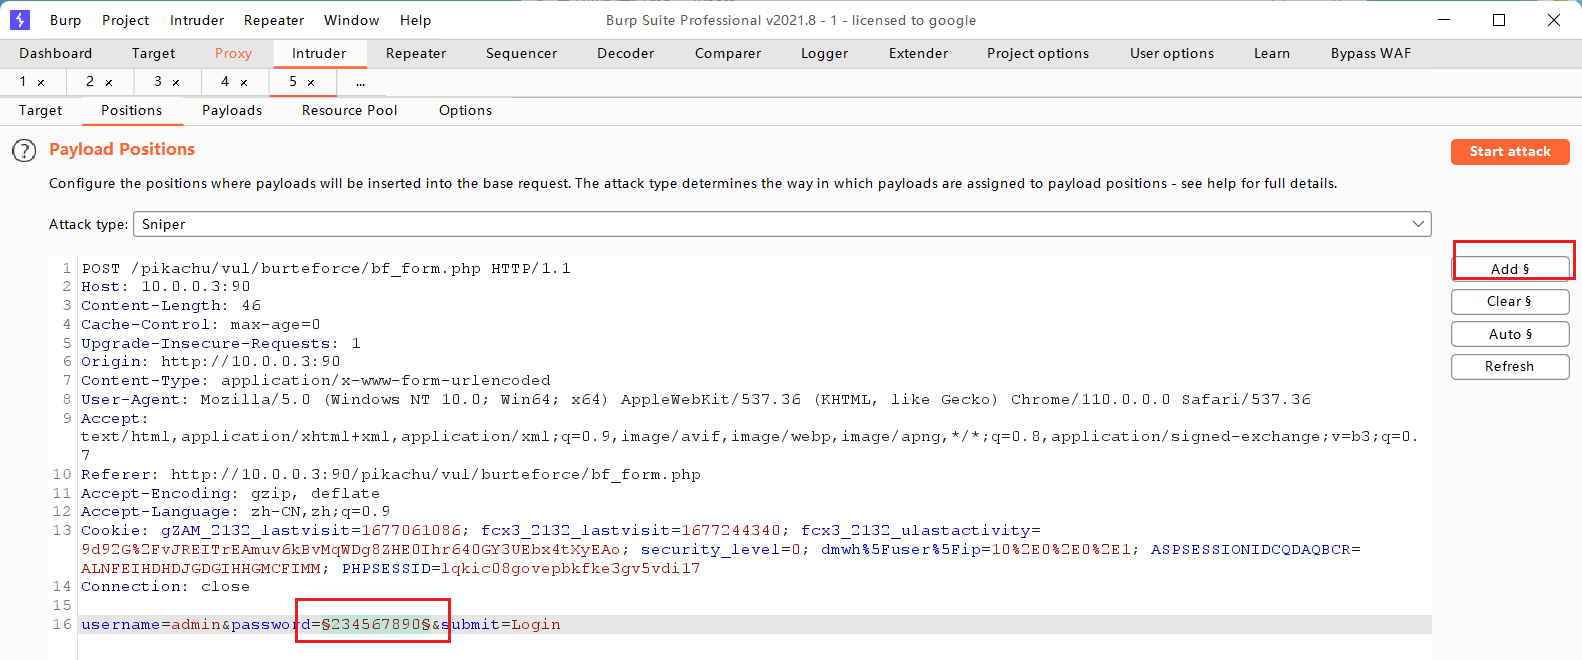 Burp Project Intruder Repeater Window Help Burp Suite Professional v2021.8 - 1 - licensed to google
Dashboard Target Proxy Intruder Repeater Sequencer Decoder Comparer Logger Extender Project options User options Learn Bypass WAF
1 × 2 × 3 × 4 × 5 × ...
Target Positions Payloads Resource Pool Options
? Payload Positions
Start attack
Configure the positions where payloads will be inserted into the base request. The attack type determines the way in which payloads are assigned to payload positions - see help for full details.
Attack type: Sniper
Add §
Clear §
Auto §
Refresh
1 POST /pikachu/vul/burteforce/bf_form.php HTTP/1.1
2 Host: 10.0.0.3:90
3 Content-Length: 46
4 Cache-Control: max-age=0
5 Upgrade-Insecure-Requests: 1
6 Origin: http://10.0.0.3:90
7 Content-Type: application/x-www-form-urlencoded
8 User-Agent: Mozilla/5.0 (Windows NT 10.0; Win64; x64) AppleWebKit/537.36 (KHTML, like Gecko) Chrome/110.0.0.0 Safari/537.36
9 Accept:
text/html,application/xhtml+xml,application/xml;q=0.9,image/avif,image/webp,image/apng,*/*;q=0.8,application/signed-exchange;v=b3;q=0.
7
10 Referer: http://10.0.0.3:90/pikachu/vul/burteforce/bf_form.php
11 Accept-Encoding: gzip, deflate
12 Accept-Language: zh-CN,zh;q=0.9
13 Cookie: gZAM_2132_lastvisit=1677061086; fcx3_2132_lastvisit=1677244340; fcx3_2132_ulastactivity=
9d92G%2FvJREITrEAmuv6kBvMqWDg8ZHE0Ihr640GY3UEbx4tXyEAo; security_level=0; dmwh%5Fuser%5Fip=10%2E0%2E0%2E1; ASPSESSIONIDCQDAQBCR=
ALNFEIHDHDJGDGIHHGMCFIMM; PHPSESSID=lqkic08govepbkfke3gv5vdi17
14 Connection: close
15
16 username=admin&password=§234567890§&submit=Login